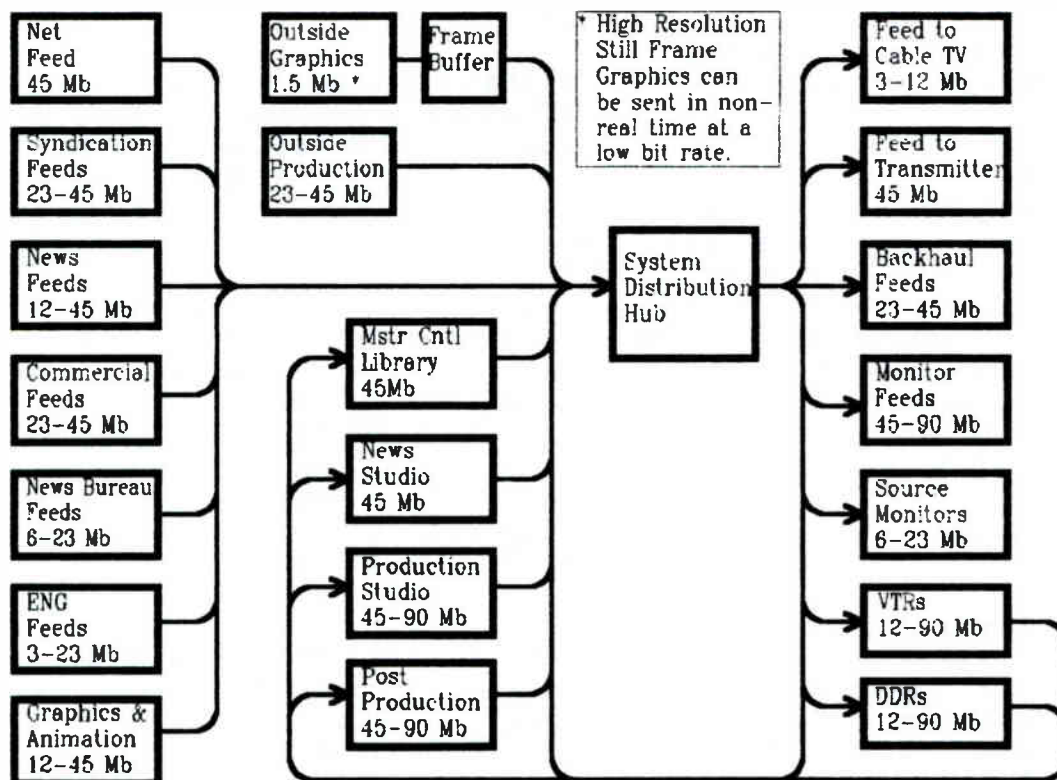 Net
Feed
45 Mb
Syndication
Feeds
23-45 Mb
News
Feeds
12-45 Mb
Commercial
Feeds
23-45 Mb
News Bureau
Feeds
6-23 Mb
ENG
Feeds
3-23 Mb
Graphics &
Animation
12-45 Mb
Outside
Graphics
1.5 Mb *
Frame
Buffer
Outside
Production
23-45 Mb
* High Resolution
Still Frame
Graphics can
be sent in non-
real time at a
low bit rate.
Mstr Cntl
Library
45Mb
News
Studio
45 Mb
Production
Studio
45-90 Mb
Post
Production
45-90 Mb
System
Distribution
Hub
Feed to
Cable TV
3-12 Mb
Feed to
Transmitter
45 Mb
Backhaul
Feeds
23-45 Mb
Monitor
Feeds
45-90 Mb
Source
Monitors
6-23 Mb
VTRs
12-90 Mb
DDRs
12-90 Mb